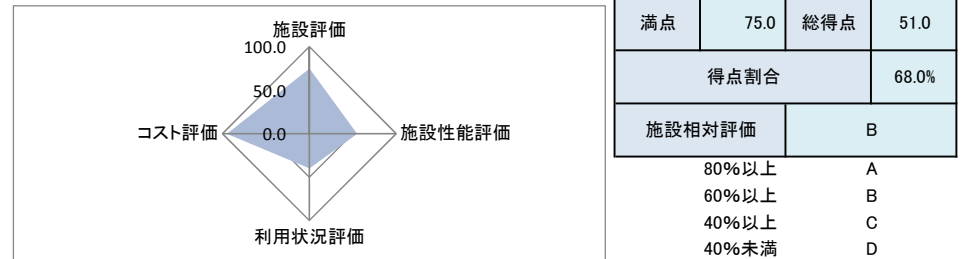 施設評価
100.0
50.0
コスト評価 0.0 施設性能評価
利用状況評価
満点 75.0 総得点 51.0
得点割合 68.0%
施設相対評価 B
80%以上 A
60%以上 B
40%以上 C
40%未満 D